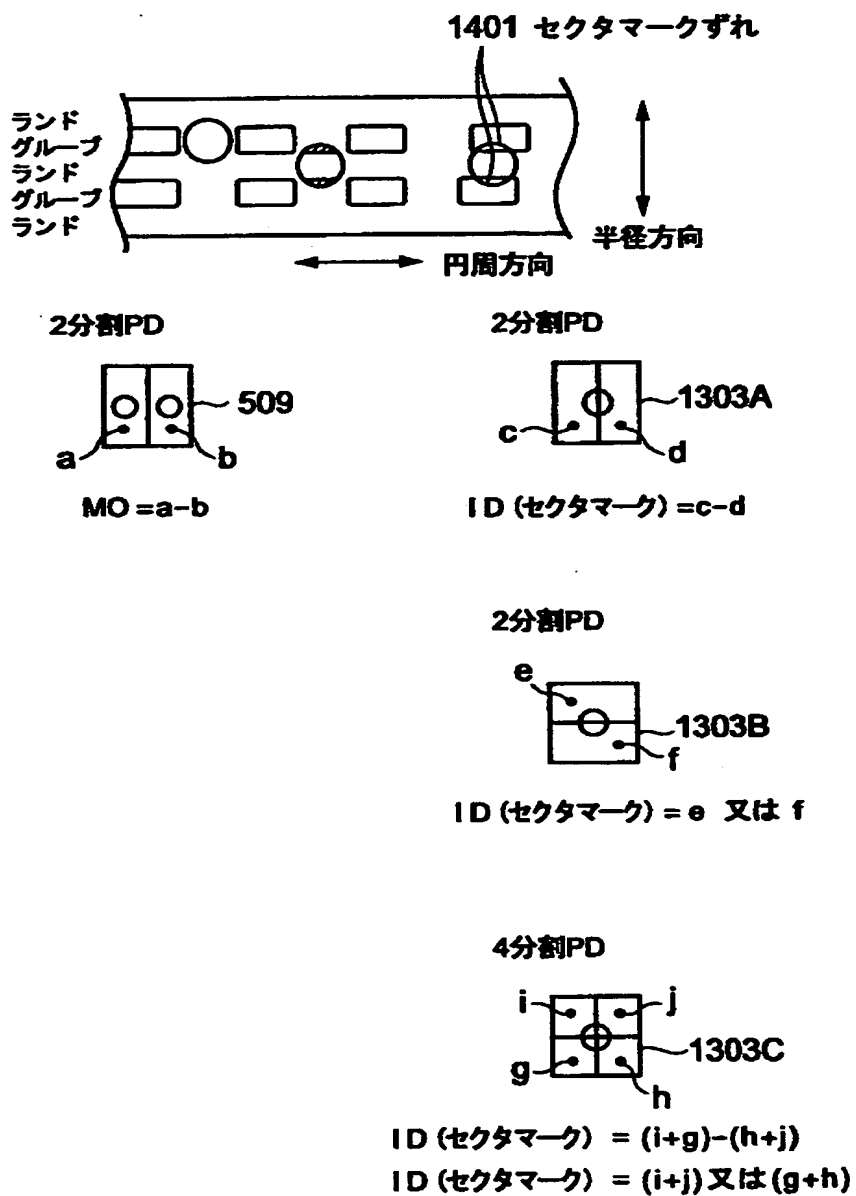 1401 セクタマークずれ
ランド
グルーブ
ランド
グルーブ
ランド
半径方向
円周方向
2分割PD
509
a
b
MO=a-b
2分割PD
1303A
c
d
ID(セクタマーク)=c-d
2分割PD
e
1303B
f
ID(セクタマーク)=e 又は f
4分割PD
i
j
1303C
g
h
ID(セクタマーク) = (i+g)-(h+j)
ID(セクタマーク) = (i+j)又は(g+h)